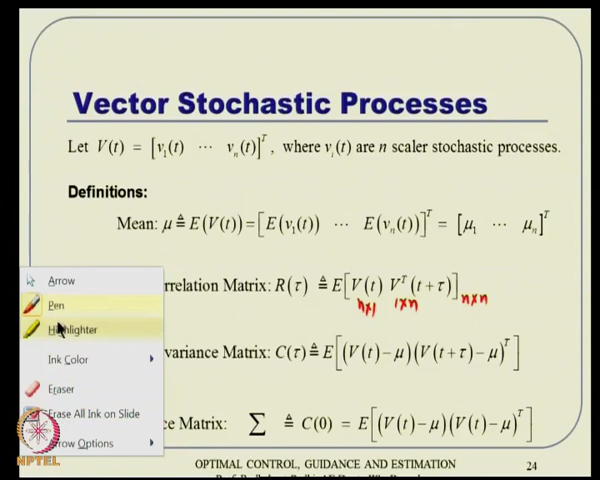 Vector Stochastic Processes
Let V(t) = [v₁(t) ⋯ vₙ(t)]ᵀ, where vᵢ(t) are n scaler stochastic processes.
Definitions:
Mean: μ ≜ E(V(t)) = [E(v₁(t)) ⋯ E(vₙ(t))]ᵀ = [μ₁ ⋯ μₙ]ᵀ
Arrow
Pen
Highlighter
Ink Color
Eraser
Erase All Ink on Slide
Arrow Options
rrelation Matrix: R(τ) ≜ E[V(t) Vᵀ(t+τ)]
n×1 1×n n×n
variance Matrix: C(τ) ≜ E[(V(t)−μ)(V(t+τ)−μ)ᵀ]
ce Matrix: Σ ≜ C(0) = E[(V(t)−μ)(V(t)−μ)ᵀ]
NPTEL
OPTIMAL CONTROL, GUIDANCE AND ESTIMATION 24